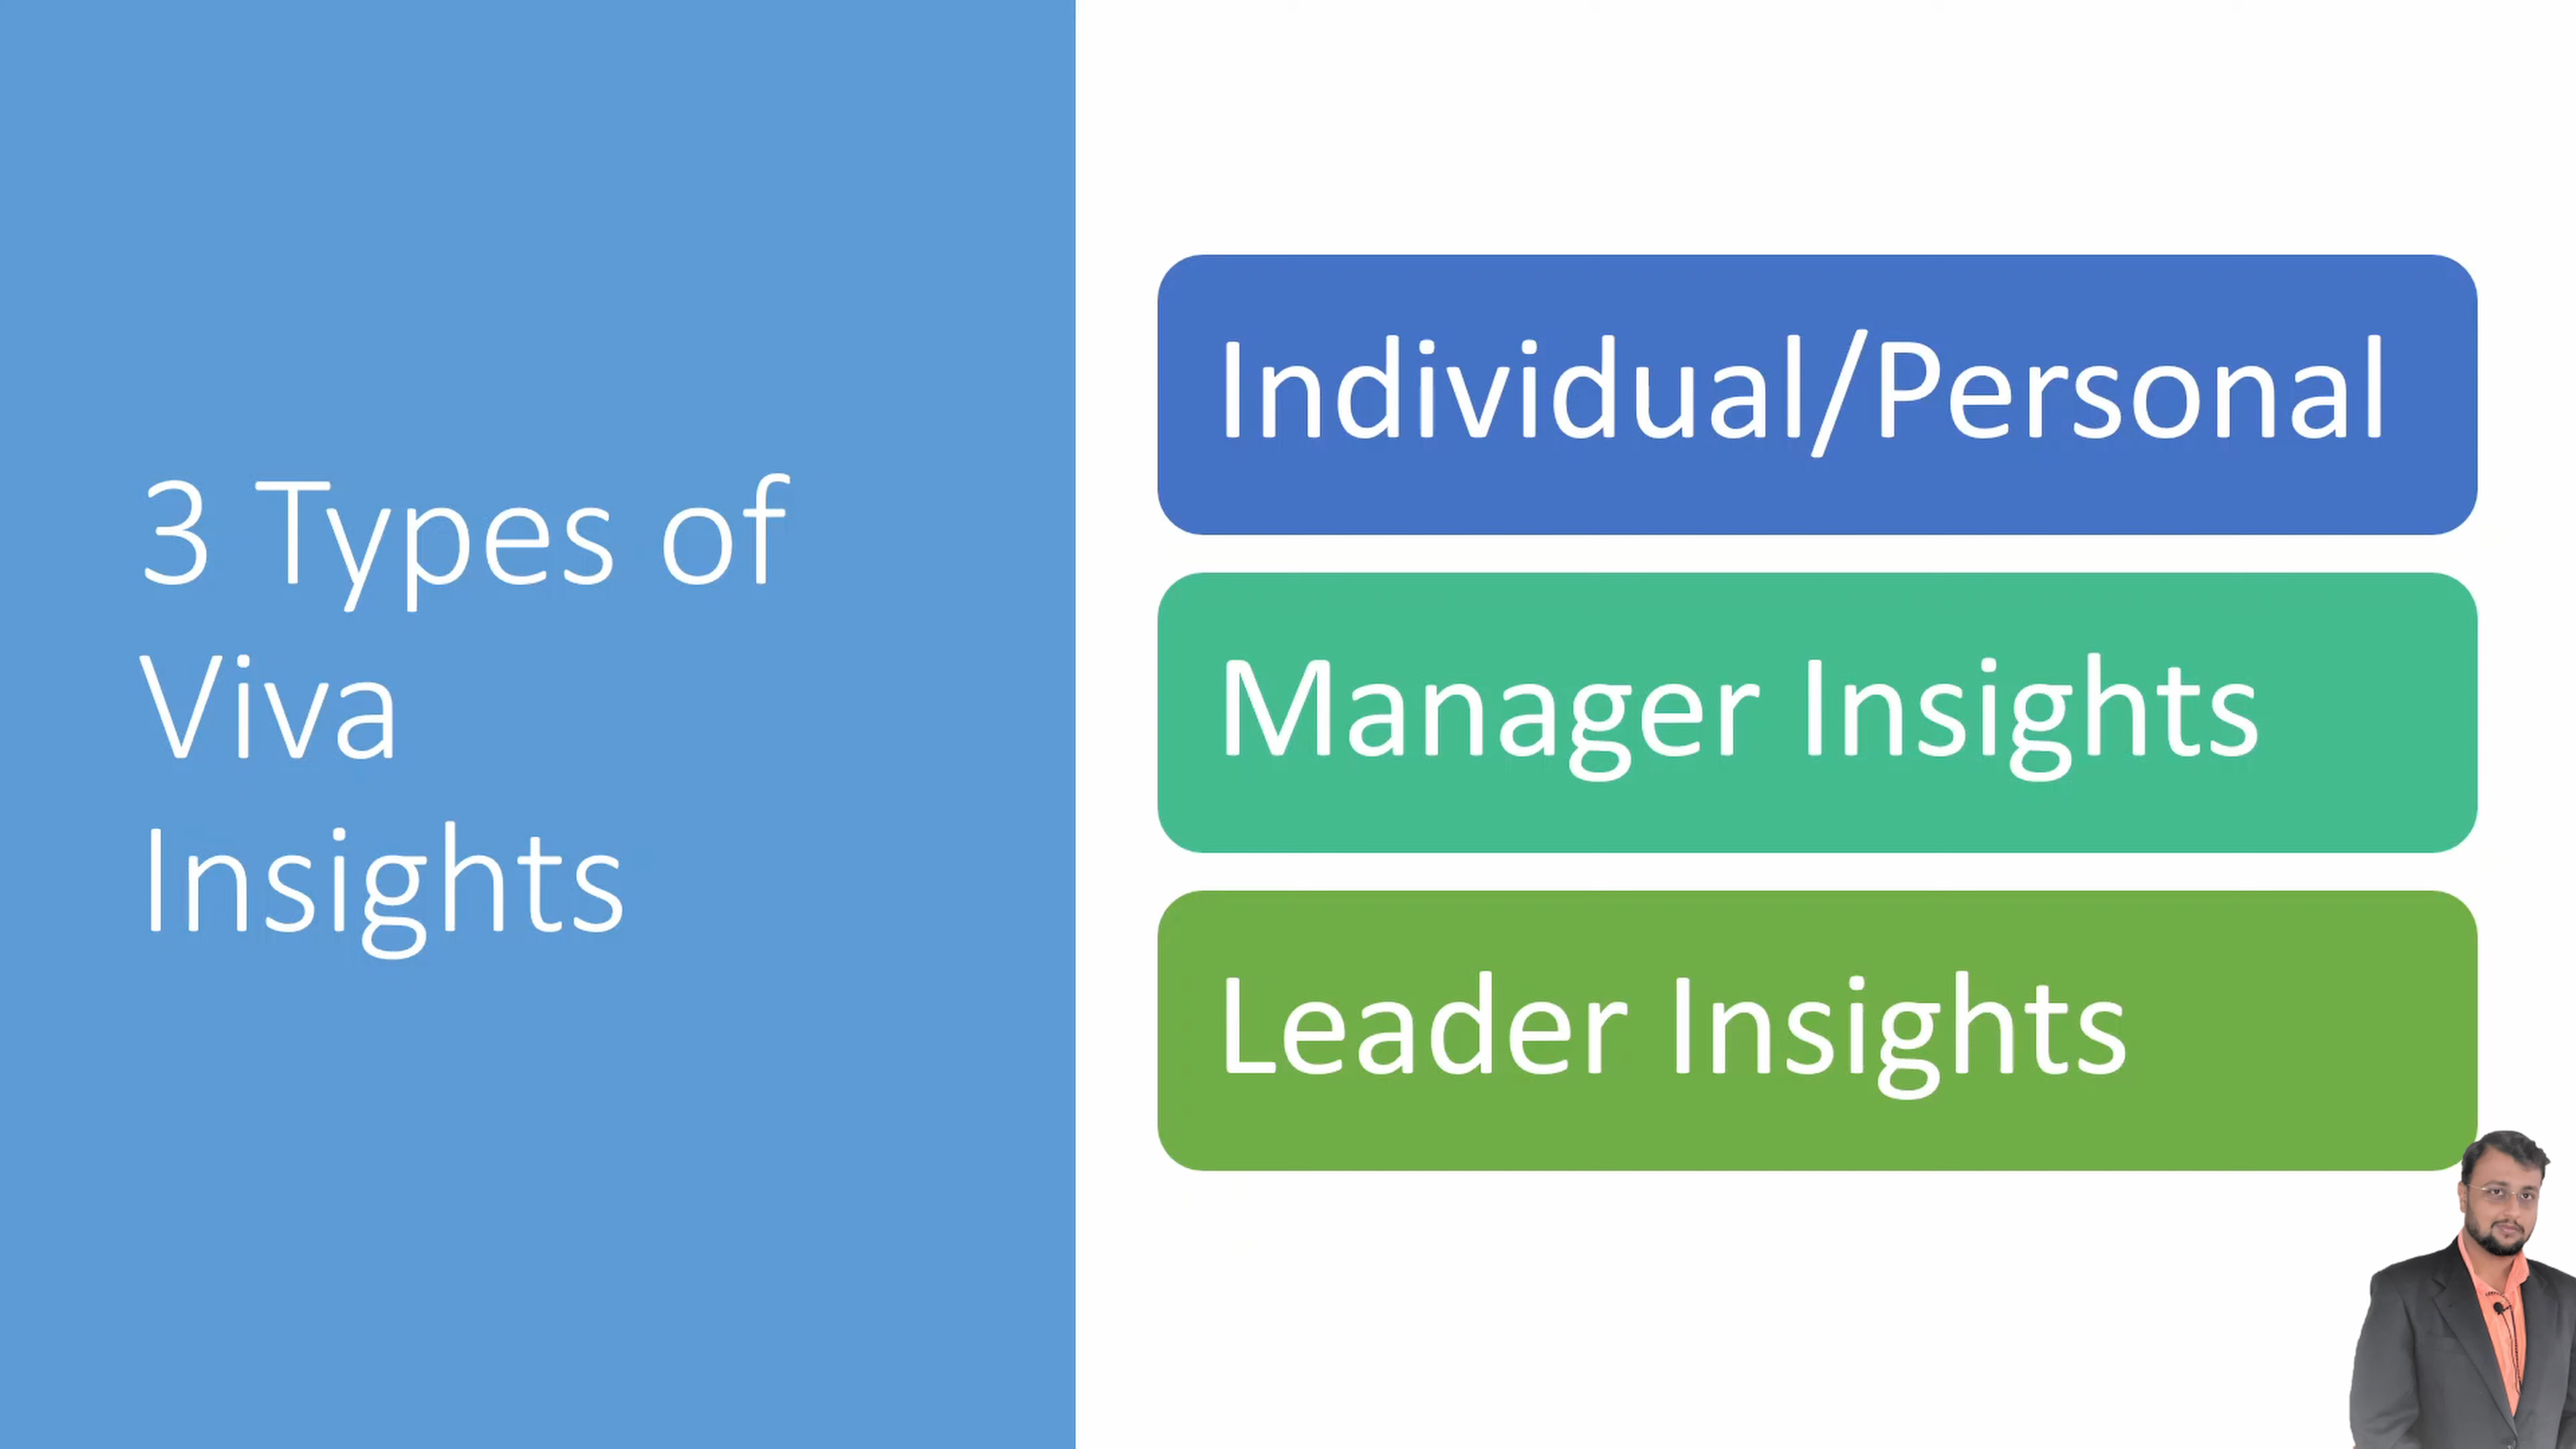 3 Types of
Viva
Insights
Individual/Personal
Manager Insights
Leader Insights